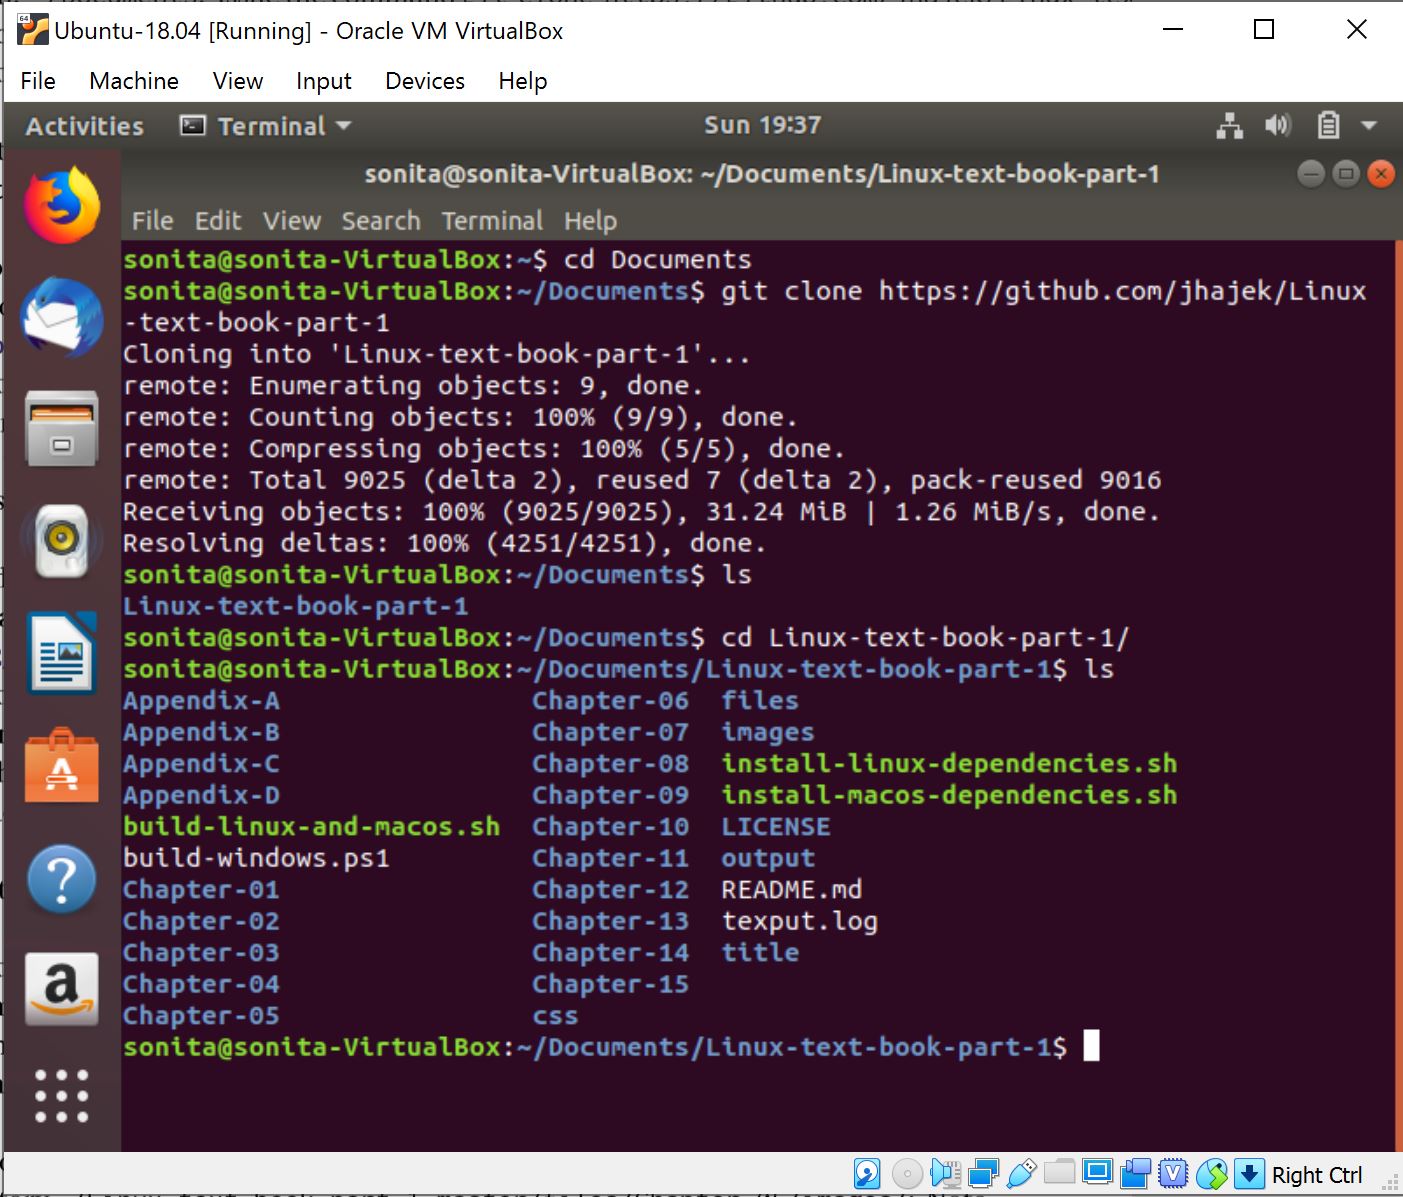 Ubuntu-18.04 [Running] - Oracle VM VirtualBox
File Machine View Input Devices Help
Activities Terminal Sun 19:37
sonita@sonita-VirtualBox: ~/Documents/Linux-text-book-part-1
File Edit View Search Terminal Help
sonita@sonita-VirtualBox:~$ cd Documents
sonita@sonita-VirtualBox:~/Documents$ git clone https://github.com/jhajek/Linux
-text-book-part-1
Cloning into 'Linux-text-book-part-1'...
remote: Enumerating objects: 9, done.
remote: Counting objects: 100% (9/9), done.
remote: Compressing objects: 100% (5/5), done.
remote: Total 9025 (delta 2), reused 7 (delta 2), pack-reused 9016
Receiving objects: 100% (9025/9025), 31.24 MiB | 1.26 MiB/s, done.
Resolving deltas: 100% (4251/4251), done.
sonita@sonita-VirtualBox:~/Documents$ ls
Linux-text-book-part-1
sonita@sonita-VirtualBox:~/Documents$ cd Linux-text-book-part-1/
sonita@sonita-VirtualBox:~/Documents/Linux-text-book-part-1$ ls
Appendix-A Chapter-06 files
Appendix-B Chapter-07 images
Appendix-C Chapter-08 install-linux-dependencies.sh
Appendix-D Chapter-09 install-macos-dependencies.sh
build-linux-and-macos.sh Chapter-10 LICENSE
build-windows.ps1 Chapter-11 output
Chapter-01 Chapter-12 README.md
Chapter-02 Chapter-13 texput.log
Chapter-03 Chapter-14 title
Chapter-04 Chapter-15
Chapter-05 css
sonita@sonita-VirtualBox:~/Documents/Linux-text-book-part-1$
Right Ctrl